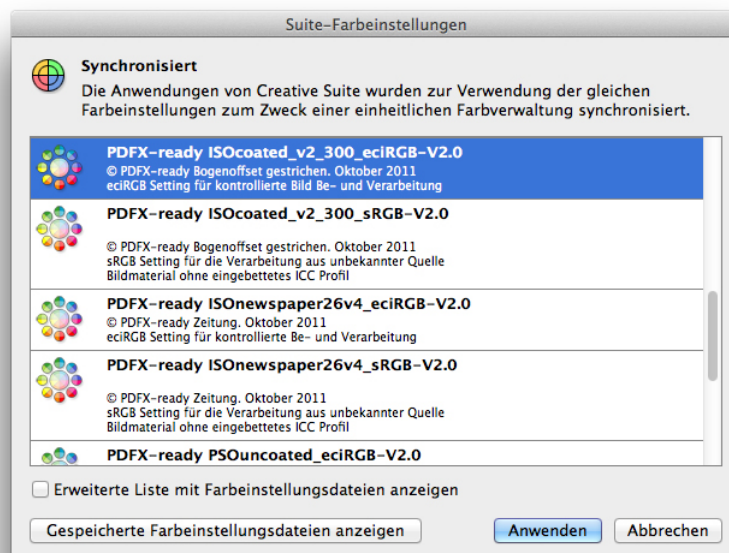 Suite-Farbeinstellungen
Synchronisiert
Die Anwendungen von Creative Suite wurden zur Verwendung der gleichen
Farbeinstellungen zum Zweck einer einheitlichen Farbverwaltung synchronisiert.
PDFX-ready ISOcoated_v2_300_eciRGB-V2.0
© PDFX-ready Bogenoffset gestrichen. Oktober 2011
eciRGB Setting für kontrollierte Bild Be- und Verarbeitung
PDFX-ready ISOcoated_v2_300_sRGB-V2.0
© PDFX-ready Bogenoffset gestrichen. Oktober 2011
sRGB Setting für die Verarbeitung aus unbekannter Quelle
Bildmaterial ohne eingebettetes ICC Profil
PDFX-ready ISOnewspaper26v4_eciRGB-V2.0
© PDFX-ready Zeitung. Oktober 2011
eciRGB Setting für kontrollierte Be- und Verarbeitung
PDFX-ready ISOnewspaper26v4_sRGB-V2.0
© PDFX-ready Zeitung. Oktober 2011
sRGB Setting für die Verarbeitung aus unbekannter Quelle
Bildmaterial ohne eingebettetes ICC Profil
PDFX-ready PSOuncoated_eciRGB-V2.0
Erweiterte Liste mit Farbeinstellungsdateien anzeigen
Gespeicherte Farbeinstellungsdateien anzeigen
Anwenden
Abbrechen